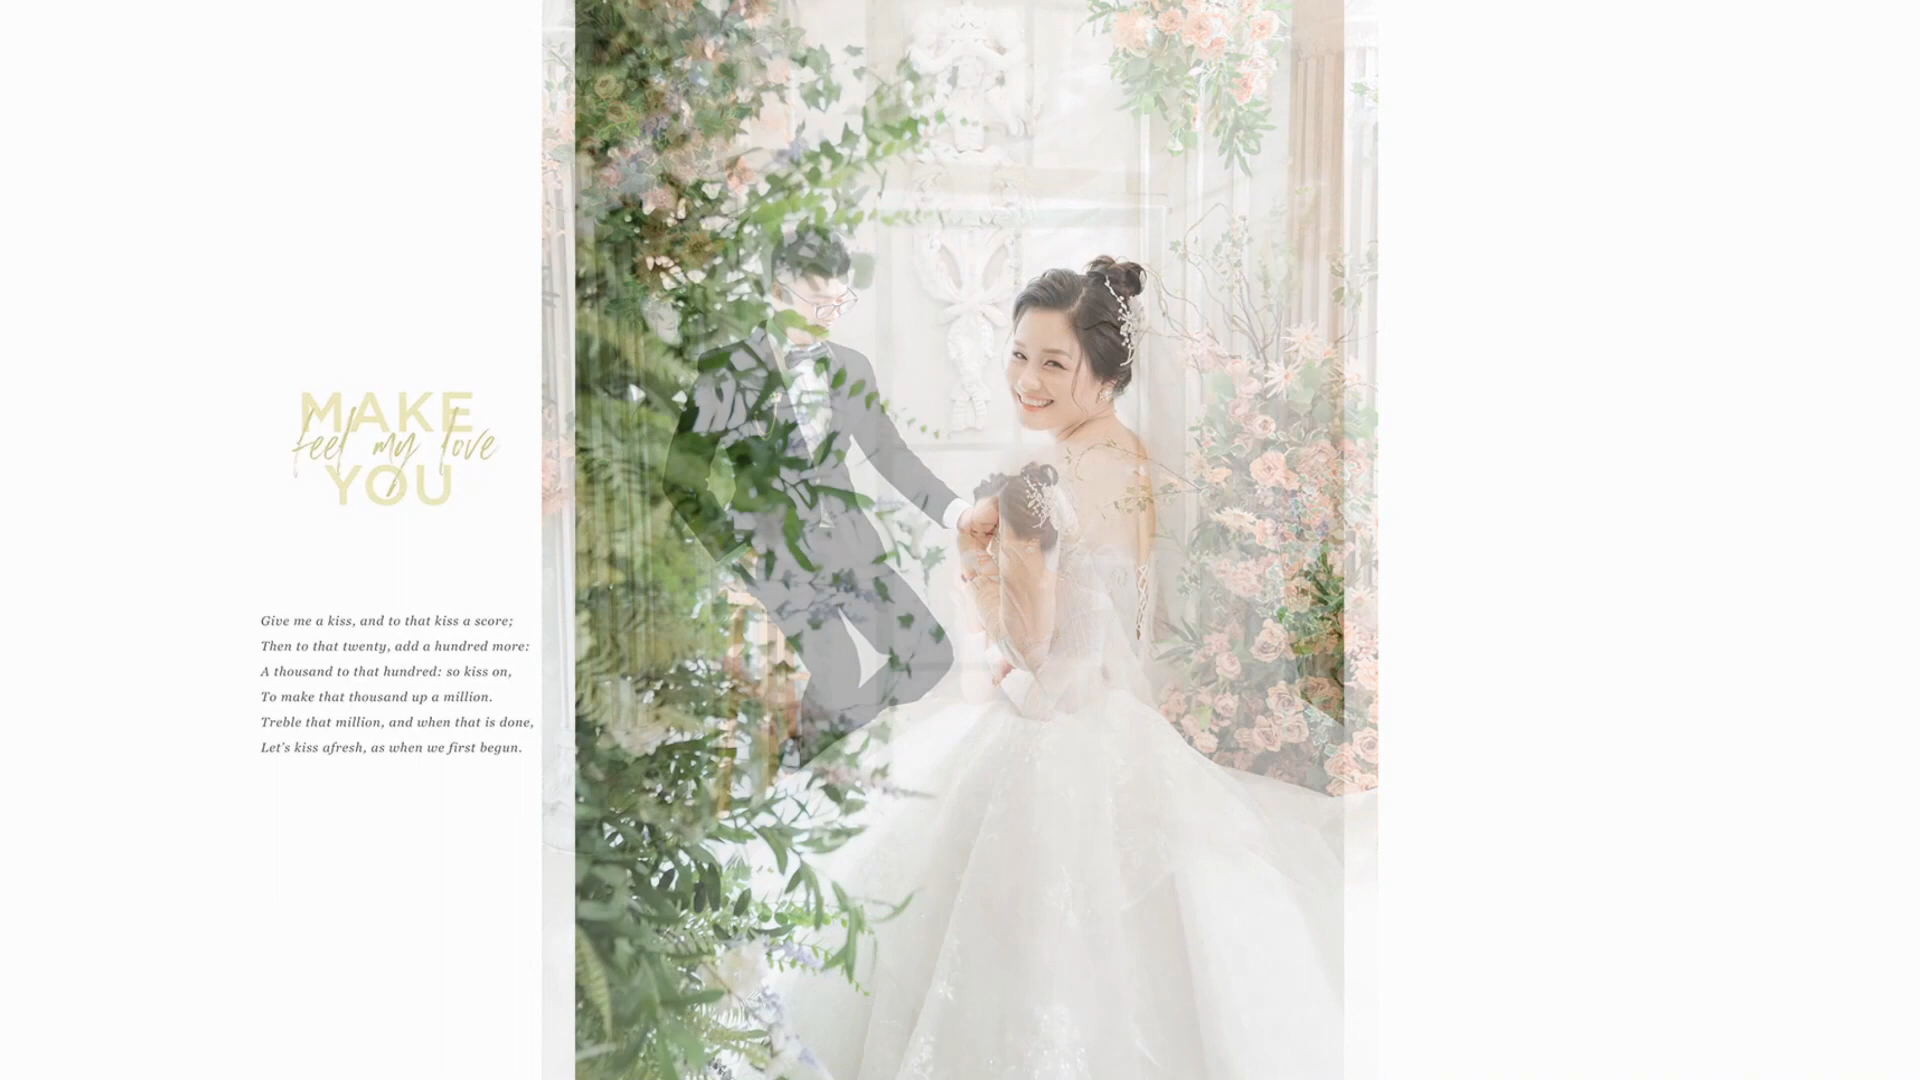 MAKE
feel my love
YOU
Give me a kiss, and to that kiss a score;
Then to that twenty, add a hundred more:
A thousand to that hundred: so kiss on,
To make that thousand up a million.
Treble that million, and when that is done,
Let's kiss afresh, as when we first begun.